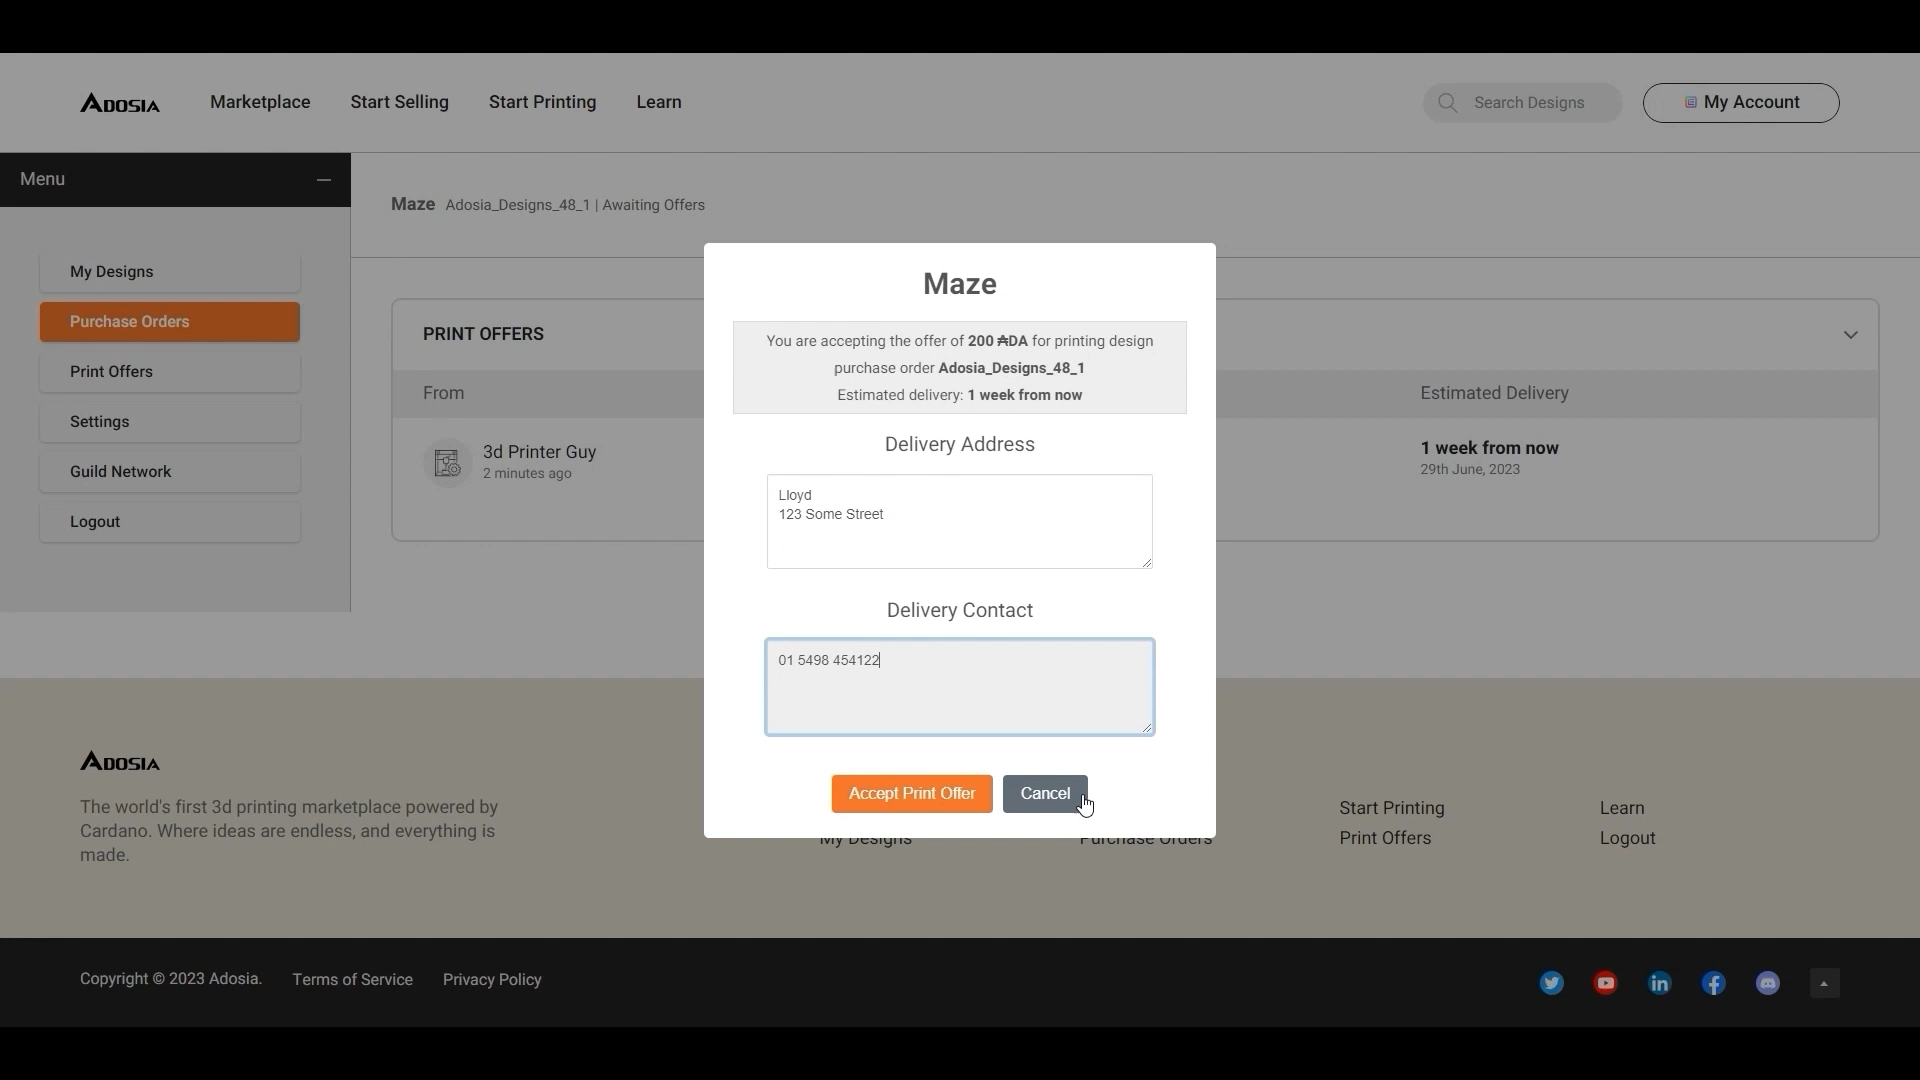 ADOSIA
Marketplace
Start Selling
Start Printing
Learn
Search Designs
My Account
Menu
Maze Adosia_Designs_48_1 | Awaiting Offers
My Designs
Purchase Orders
Print Offers
Settings
Guild Network
Logout
PRINT OFFERS
From
Estimated Delivery
3d Printer Guy
2 minutes ago
1 week from now
29th June, 2023
Maze
You are accepting the offer of 200 ₳DA for printing design
purchase order Adosia_Designs_48_1
Estimated delivery: 1 week from now
Delivery Address
Lloyd
123 Some Street
Delivery Contact
01 5498 454122
Accept Print Offer
Cancel
ADOSIA
The world's first 3d printing marketplace powered by
Cardano. Where ideas are endless, and everything is
made.
My Designs
Purchase Orders
Start Printing
Print Offers
Learn
Logout
Copyright © 2023 Adosia.
Terms of Service
Privacy Policy